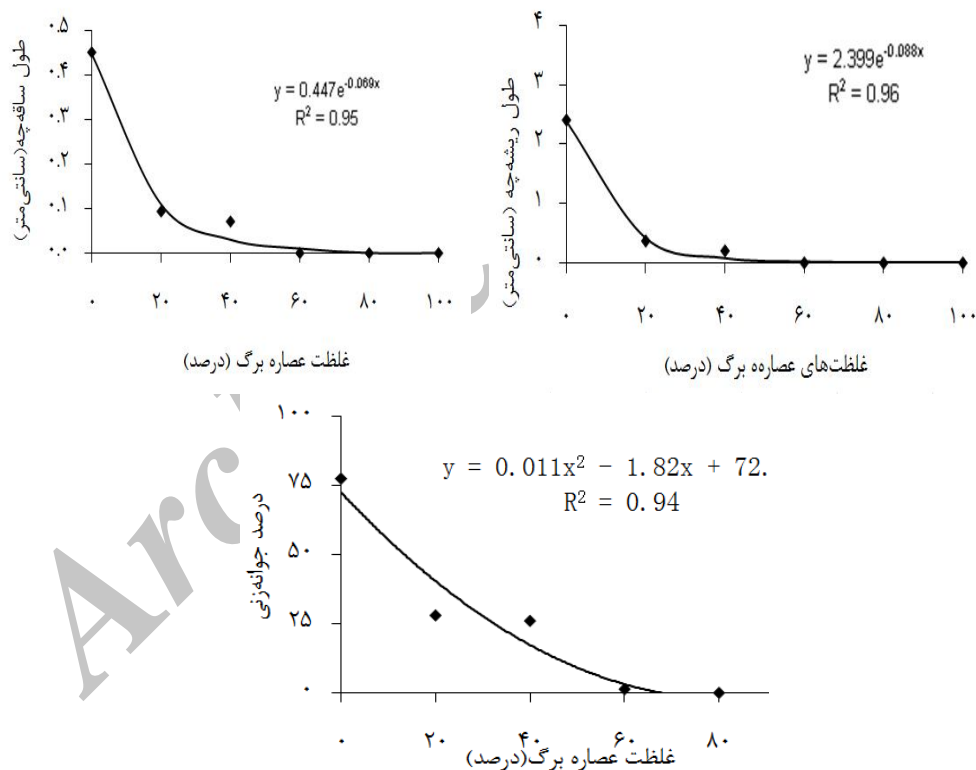 طول ساقه‌چه(سانتی‌متر)
۰.۵
۰.۴
۰.۳
۰.۲
۰.۱
۰.۰
y = 0.447e^-0.069x
R² = 0.95
۰ ۲۰ ۴۰ ۶۰ ۸۰ ۱۰۰
غلظت عصاره برگ (درصد)
طول ریشه‌چه (سانتی‌متر)
۴
۳
۲
۱
۰
y = 2.399e^-0.088x
R² = 0.96
۰ ۲۰ ۴۰ ۶۰ ۸۰ ۱۰۰
غلظت‌های عصارهه برگ (درصد)
درصد جوانه‌زنی
۱۰۰
۷۵
۵۰
۲۵
۰
y = 0.011x² − 1.82x + 72.
R² = 0.94
۰ ۲۰ ۴۰ ۶۰ ۸۰
غلظت عصاره برگ(درصد)
Arc